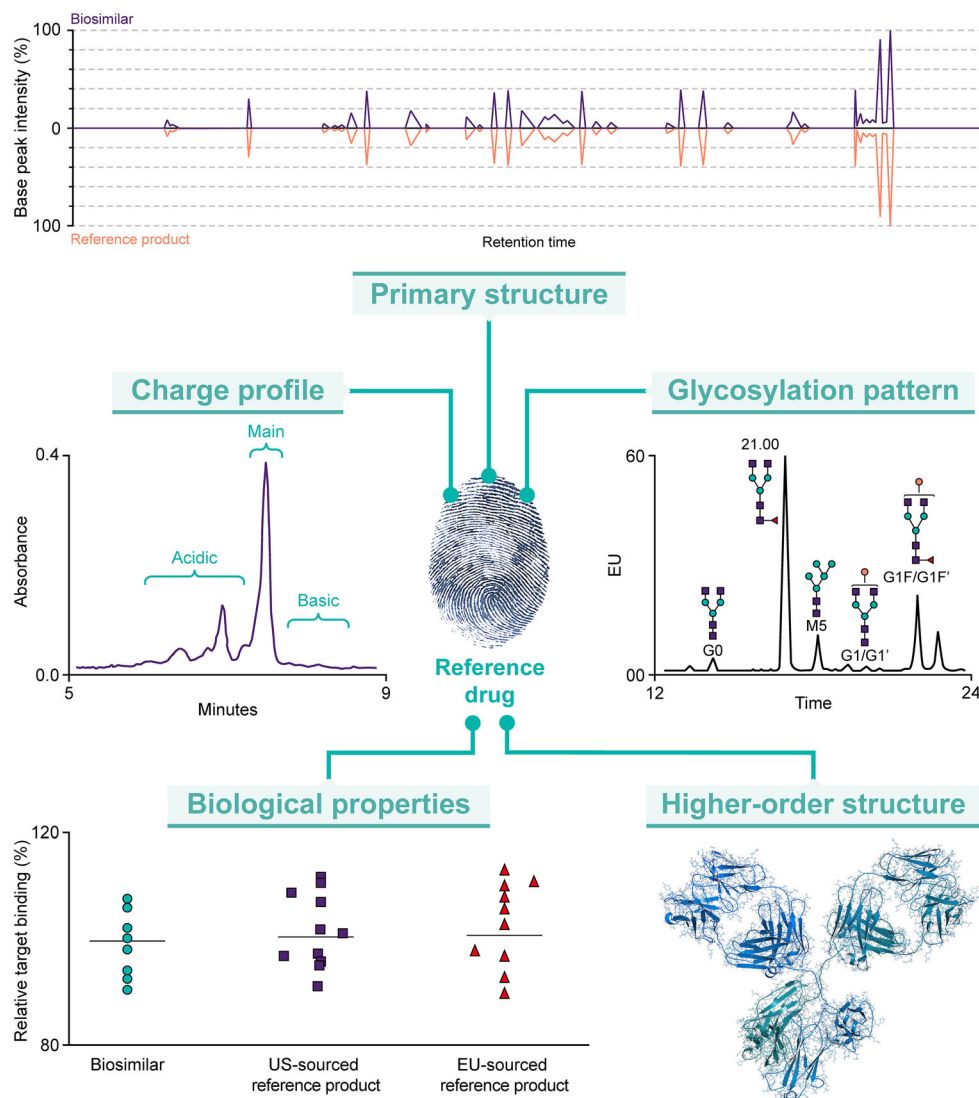 Biosimilar
100
Base peak intensity (%)
0
100
Reference product
Retention time
Primary structure
Charge profile
Glycosylation pattern
0.4
Absorbance
0.0
Acidic
Main
Basic
5
9
Minutes
60
EU
00
21.00
G0
M5
G1/G1'
G1F/G1F'
12
24
Time
Reference
drug
Biological properties
Higher-order structure
120
Relative target binding (%)
80
Biosimilar
US-sourced
reference product
EU-sourced
reference product